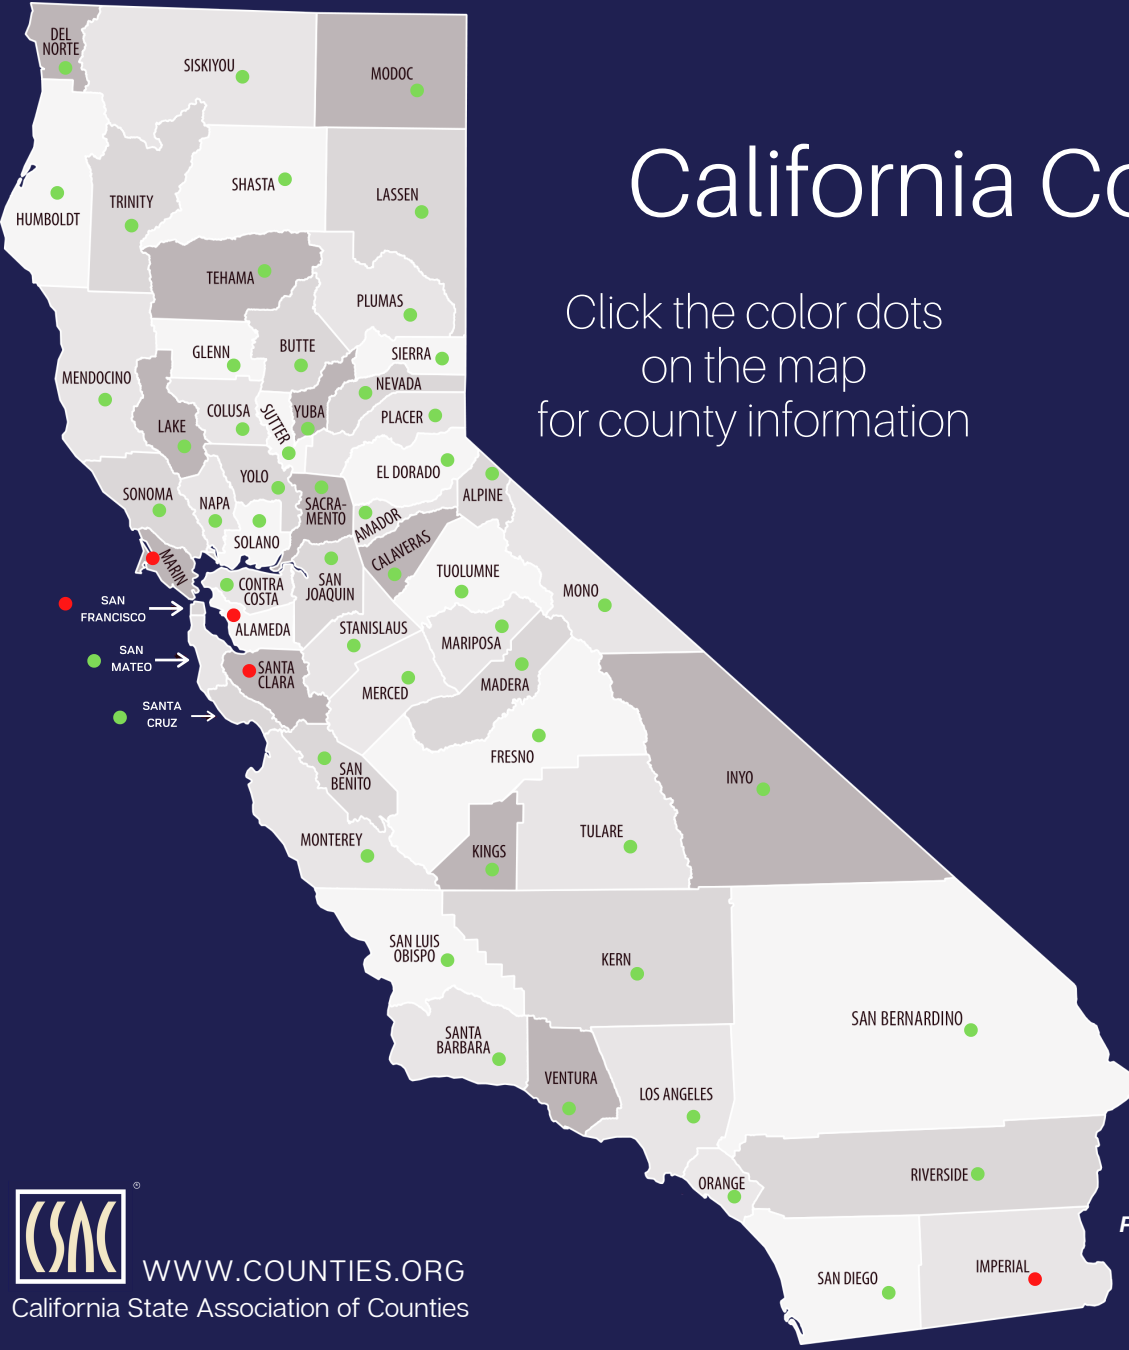 California Co
Click the color dots
on the map
for county information
DEL
NORTE
SISKIYOU
MODOC
HUMBOLDT
TRINITY
SHASTA
LASSEN
TEHAMA
PLUMAS
MENDOCINO
GLENN
BUTTE
SIERRA
NEVADA
LAKE
COLUSA
SUTTER
YUBA
PLACER
EL DORADO
ALPINE
SONOMA
NAPA
YOLO
SACRA-
MENTO
AMADOR
SOLANO
CALAVERAS
MARIN
CONTRA
COSTA
SAN
JOAQUIN
TUOLUMNE
MONO
SAN
FRANCISCO
ALAMEDA
STANISLAUS
MARIPOSA
SAN
MATEO
SANTA
CLARA
MERCED
MADERA
SANTA
CRUZ
FRESNO
SAN
BENITO
INYO
MONTEREY
KINGS
TULARE
SAN LUIS
OBISPO
KERN
SAN BERNARDINO
SANTA
BARBARA
VENTURA
LOS ANGELES
ORANGE
RIVERSIDE
F
SAN DIEGO
IMPERIAL
CSAC
®
WWW.COUNTIES.ORG
California State Association of Counties